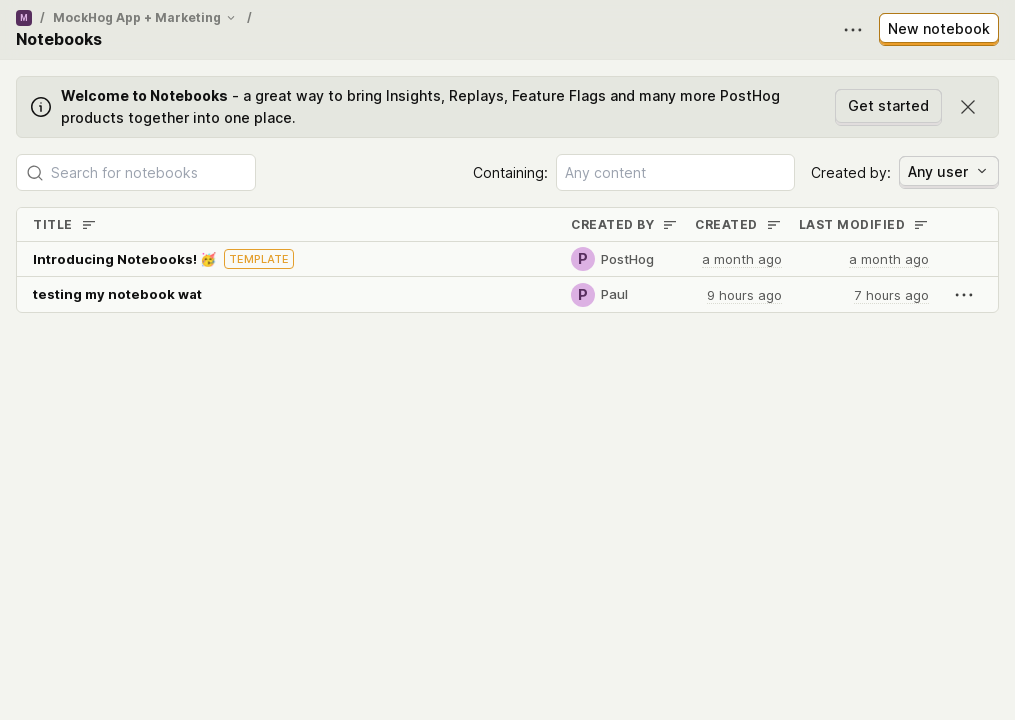 M / MockHog App + Marketing /
Notebooks
New notebook
Welcome to Notebooks - a great way to bring Insights, Replays, Feature Flags and many more PostHog
products together into one place.
Get started
Search for notebooks
Containing: Any content
Created by: Any user
TITLE CREATED BY CREATED LAST MODIFIED
Introducing Notebooks! 🥳 TEMPLATE P PostHog a month ago a month ago
testing my notebook wat P Paul 9 hours ago 7 hours ago